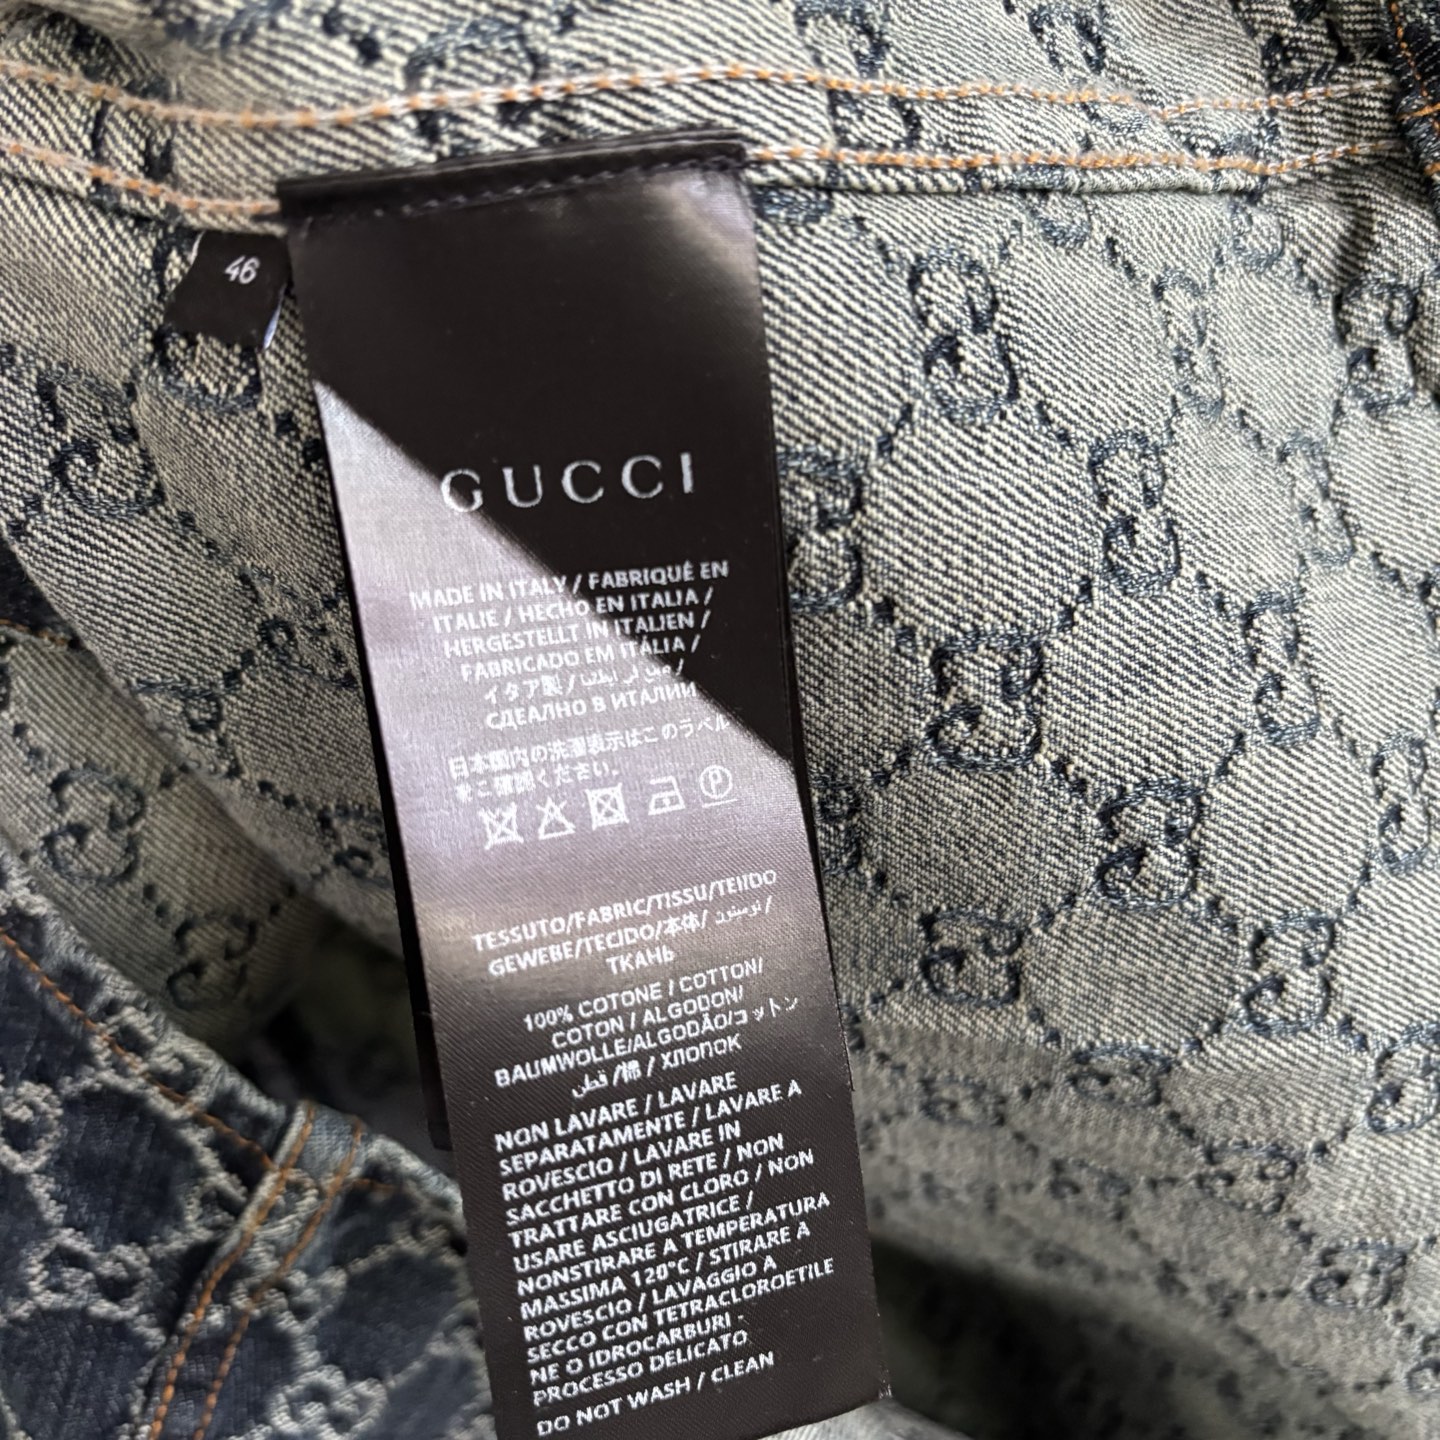 46
GUCCI
MADE IN ITALY / FABRIQUÉ EN
ITALIE / HECHO EN ITALIA /
HERGESTELLT IN ITALIEN /
FABRICADO EM ITÁLIA /
イタア製 /
СДЕЛАНО В ИТАЛИИ
日本国内の洗濯表示はこのラベル
をご確認ください。
P
TESSUTO/FABRIC/TISSU/TEJIDO
GEWEBE/TECIDO/本体/
ТКАНЬ
100% COTONE / COTTON/
COTON / ALGODON/
BAUMWOLLE/ALGODÃO/コットン
قطن /棉 / ХЛОПОК
NON LAVARE / LAVARE
SEPARATAMENTE / LAVARE A
ROVESCIO / LAVARE IN
SACCHETTO DI RETE / NON
TRATTARE CON CLORO / NON
USARE ASCIUGATRICE /
NONSTIRARE A TEMPERATURA
MASSIMA 120°C / STIRARE A
ROVESCIO / LAVAGGIO A
SECCO CON TETRACLOROETILE
NE O IDROCARBURI -
PROCESSO DELICATO
DO NOT WASH / CLEAN